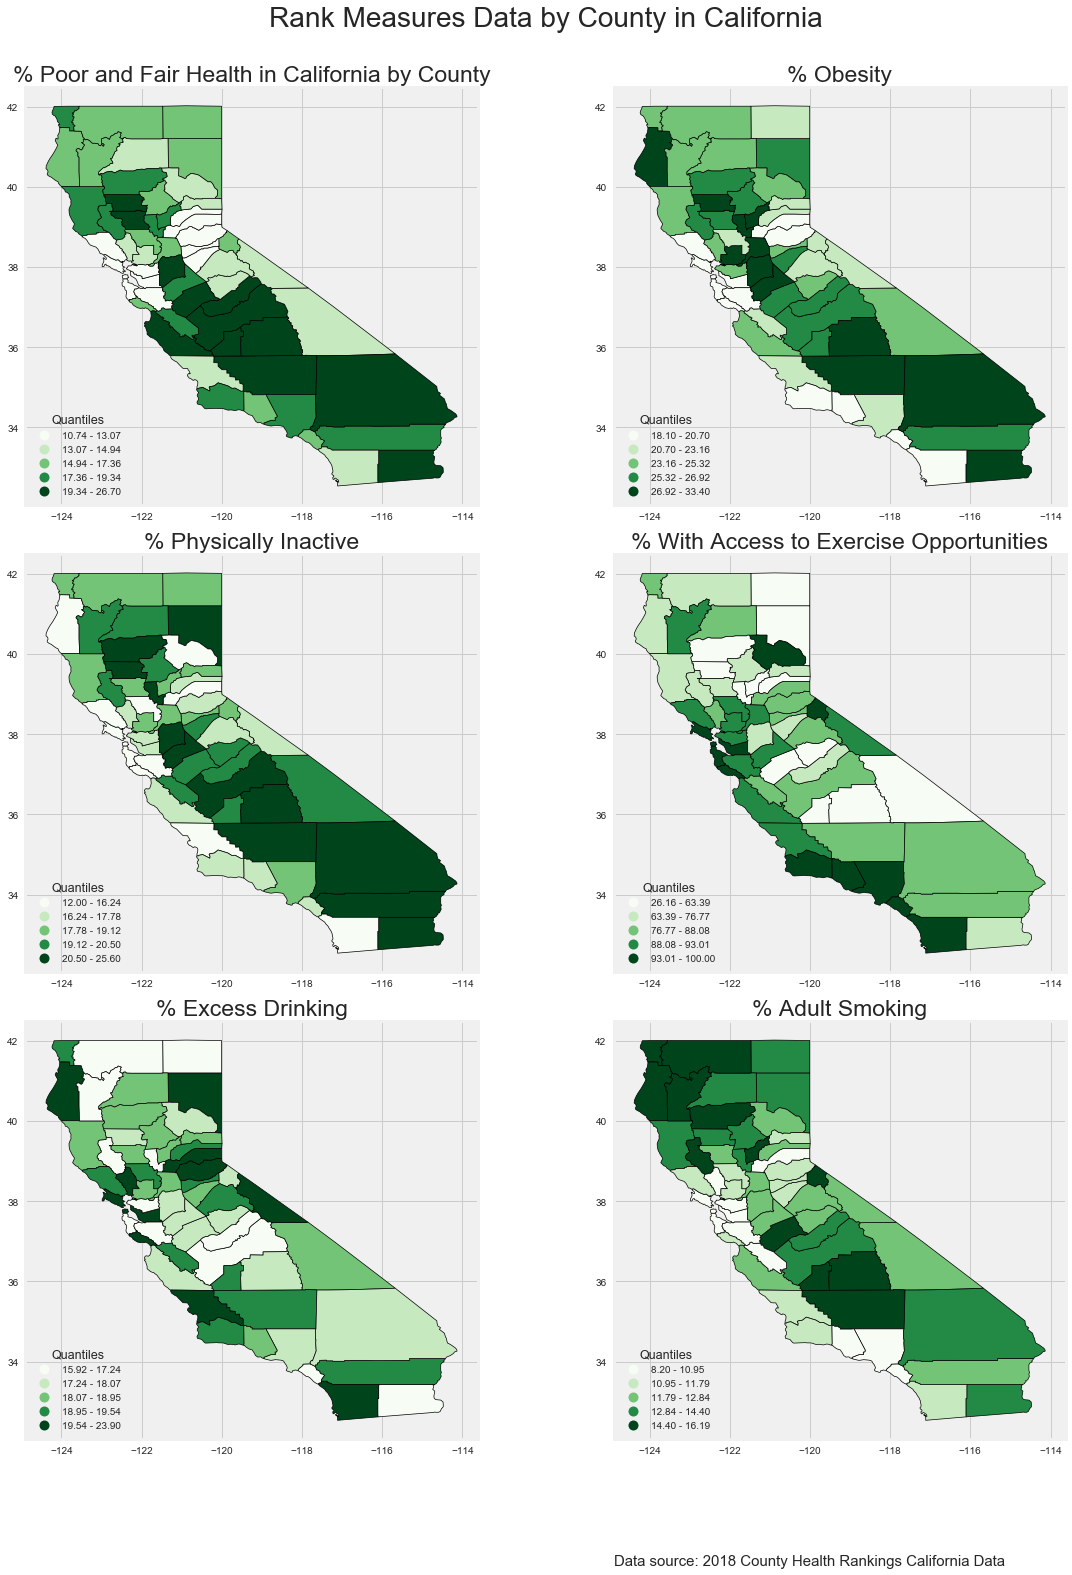 Rank Measures Data by County in California
% Poor and Fair Health in California by County
42
40
38
36
34
Quantiles
10.74 - 13.07
13.07 - 14.94
14.94 - 17.36
17.36 - 19.34
19.34 - 26.70
−124 −122 −120 −118 −116 −114
% Obesity
42
40
38
36
34
Quantiles
18.10 - 20.70
20.70 - 23.16
23.16 - 25.32
25.32 - 26.92
26.92 - 33.40
−124 −122 −120 −118 −116 −114
% Physically Inactive
42
40
38
36
34
Quantiles
12.00 - 16.24
16.24 - 17.78
17.78 - 19.12
19.12 - 20.50
20.50 - 25.60
−124 −122 −120 −118 −116 −114
% With Access to Exercise Opportunities
42
40
38
36
34
Quantiles
26.16 - 63.39
63.39 - 76.77
76.77 - 88.08
88.08 - 93.01
93.01 - 100.00
−124 −122 −120 −118 −116 −114
% Excess Drinking
42
40
38
36
34
Quantiles
15.92 - 17.24
17.24 - 18.07
18.07 - 18.95
18.95 - 19.54
19.54 - 23.90
−124 −122 −120 −118 −116 −114
% Adult Smoking
42
40
38
36
34
Quantiles
8.20 - 10.95
10.95 - 11.79
11.79 - 12.84
12.84 - 14.40
14.40 - 16.19
−124 −122 −120 −118 −116 −114
Data source: 2018 County Health Rankings California Data